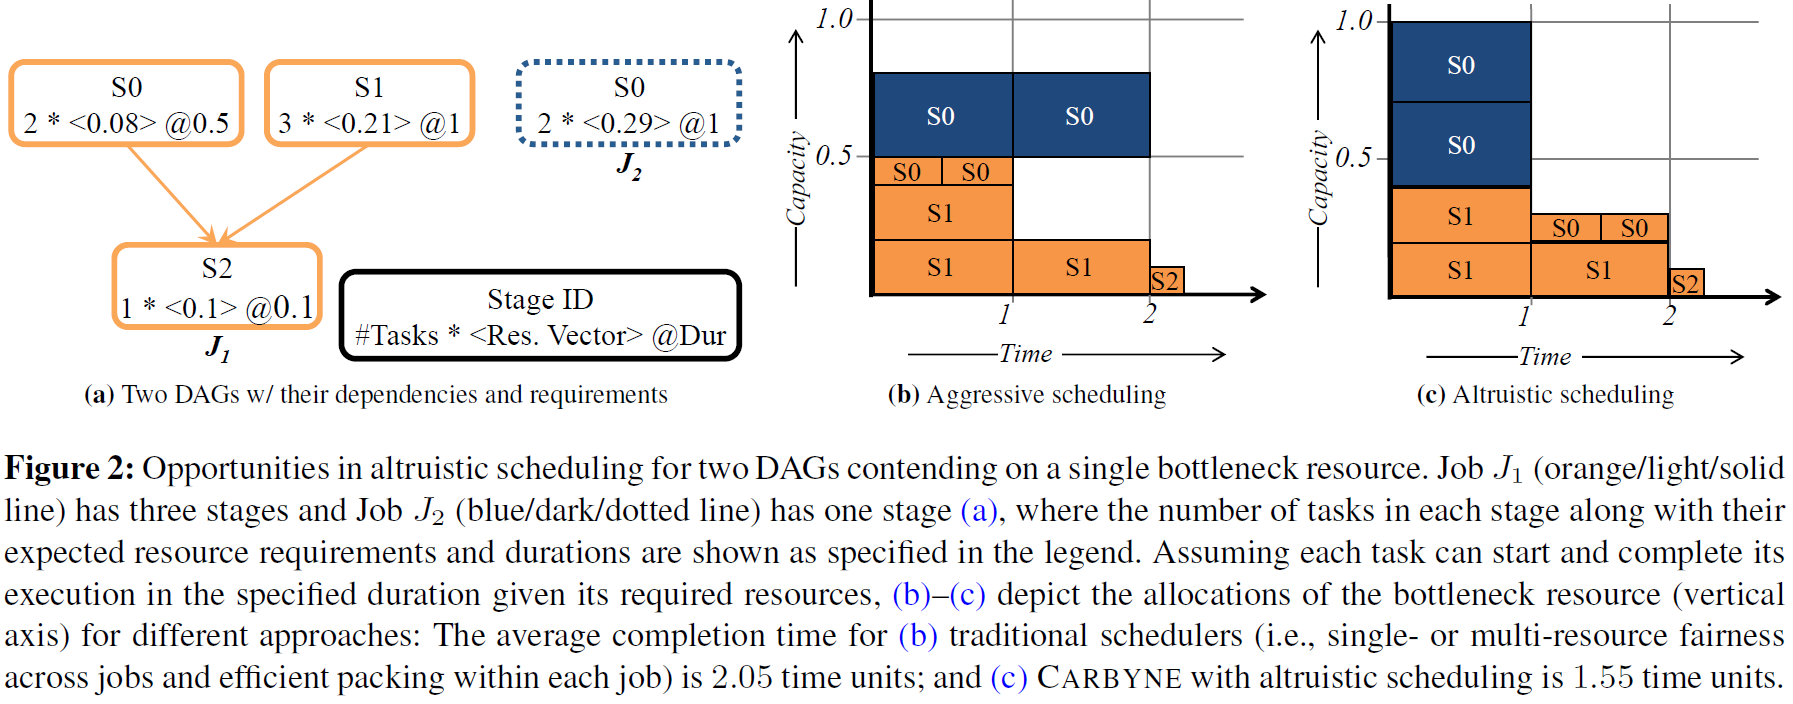 S0
2 * <0.08> @0.5
S1
3 * <0.21> @1
S0
2 * <0.29> @1
J2
S2
1 * <0.1> @0.1
J1
Stage ID
#Tasks * <Res. Vector> @Dur
(a) Two DAGs w/ their dependencies and requirements
1.0
0.5
Capacity
S0
S0
S0
S0
S1
S1
S1
S2
1
2
Time
(b) Aggressive scheduling
1.0
0.5
Capacity
S0
S0
S1
S0
S0
S1
S1
S2
1
2
Time
(c) Altruistic scheduling
Figure 2: Opportunities in altruistic scheduling for two DAGs contending on a single bottleneck resource. Job J1 (orange/light/solid
line) has three stages and Job J2 (blue/dark/dotted line) has one stage (a), where the number of tasks in each stage along with their
expected resource requirements and durations are shown as specified in the legend. Assuming each task can start and complete its
execution in the specified duration given its required resources, (b)–(c) depict the allocations of the bottleneck resource (vertical
axis) for different approaches: The average completion time for (b) traditional schedulers (i.e., single- or multi-resource fairness
across jobs and efficient packing within each job) is 2.05 time units; and (c) CARBYNE with altruistic scheduling is 1.55 time units.